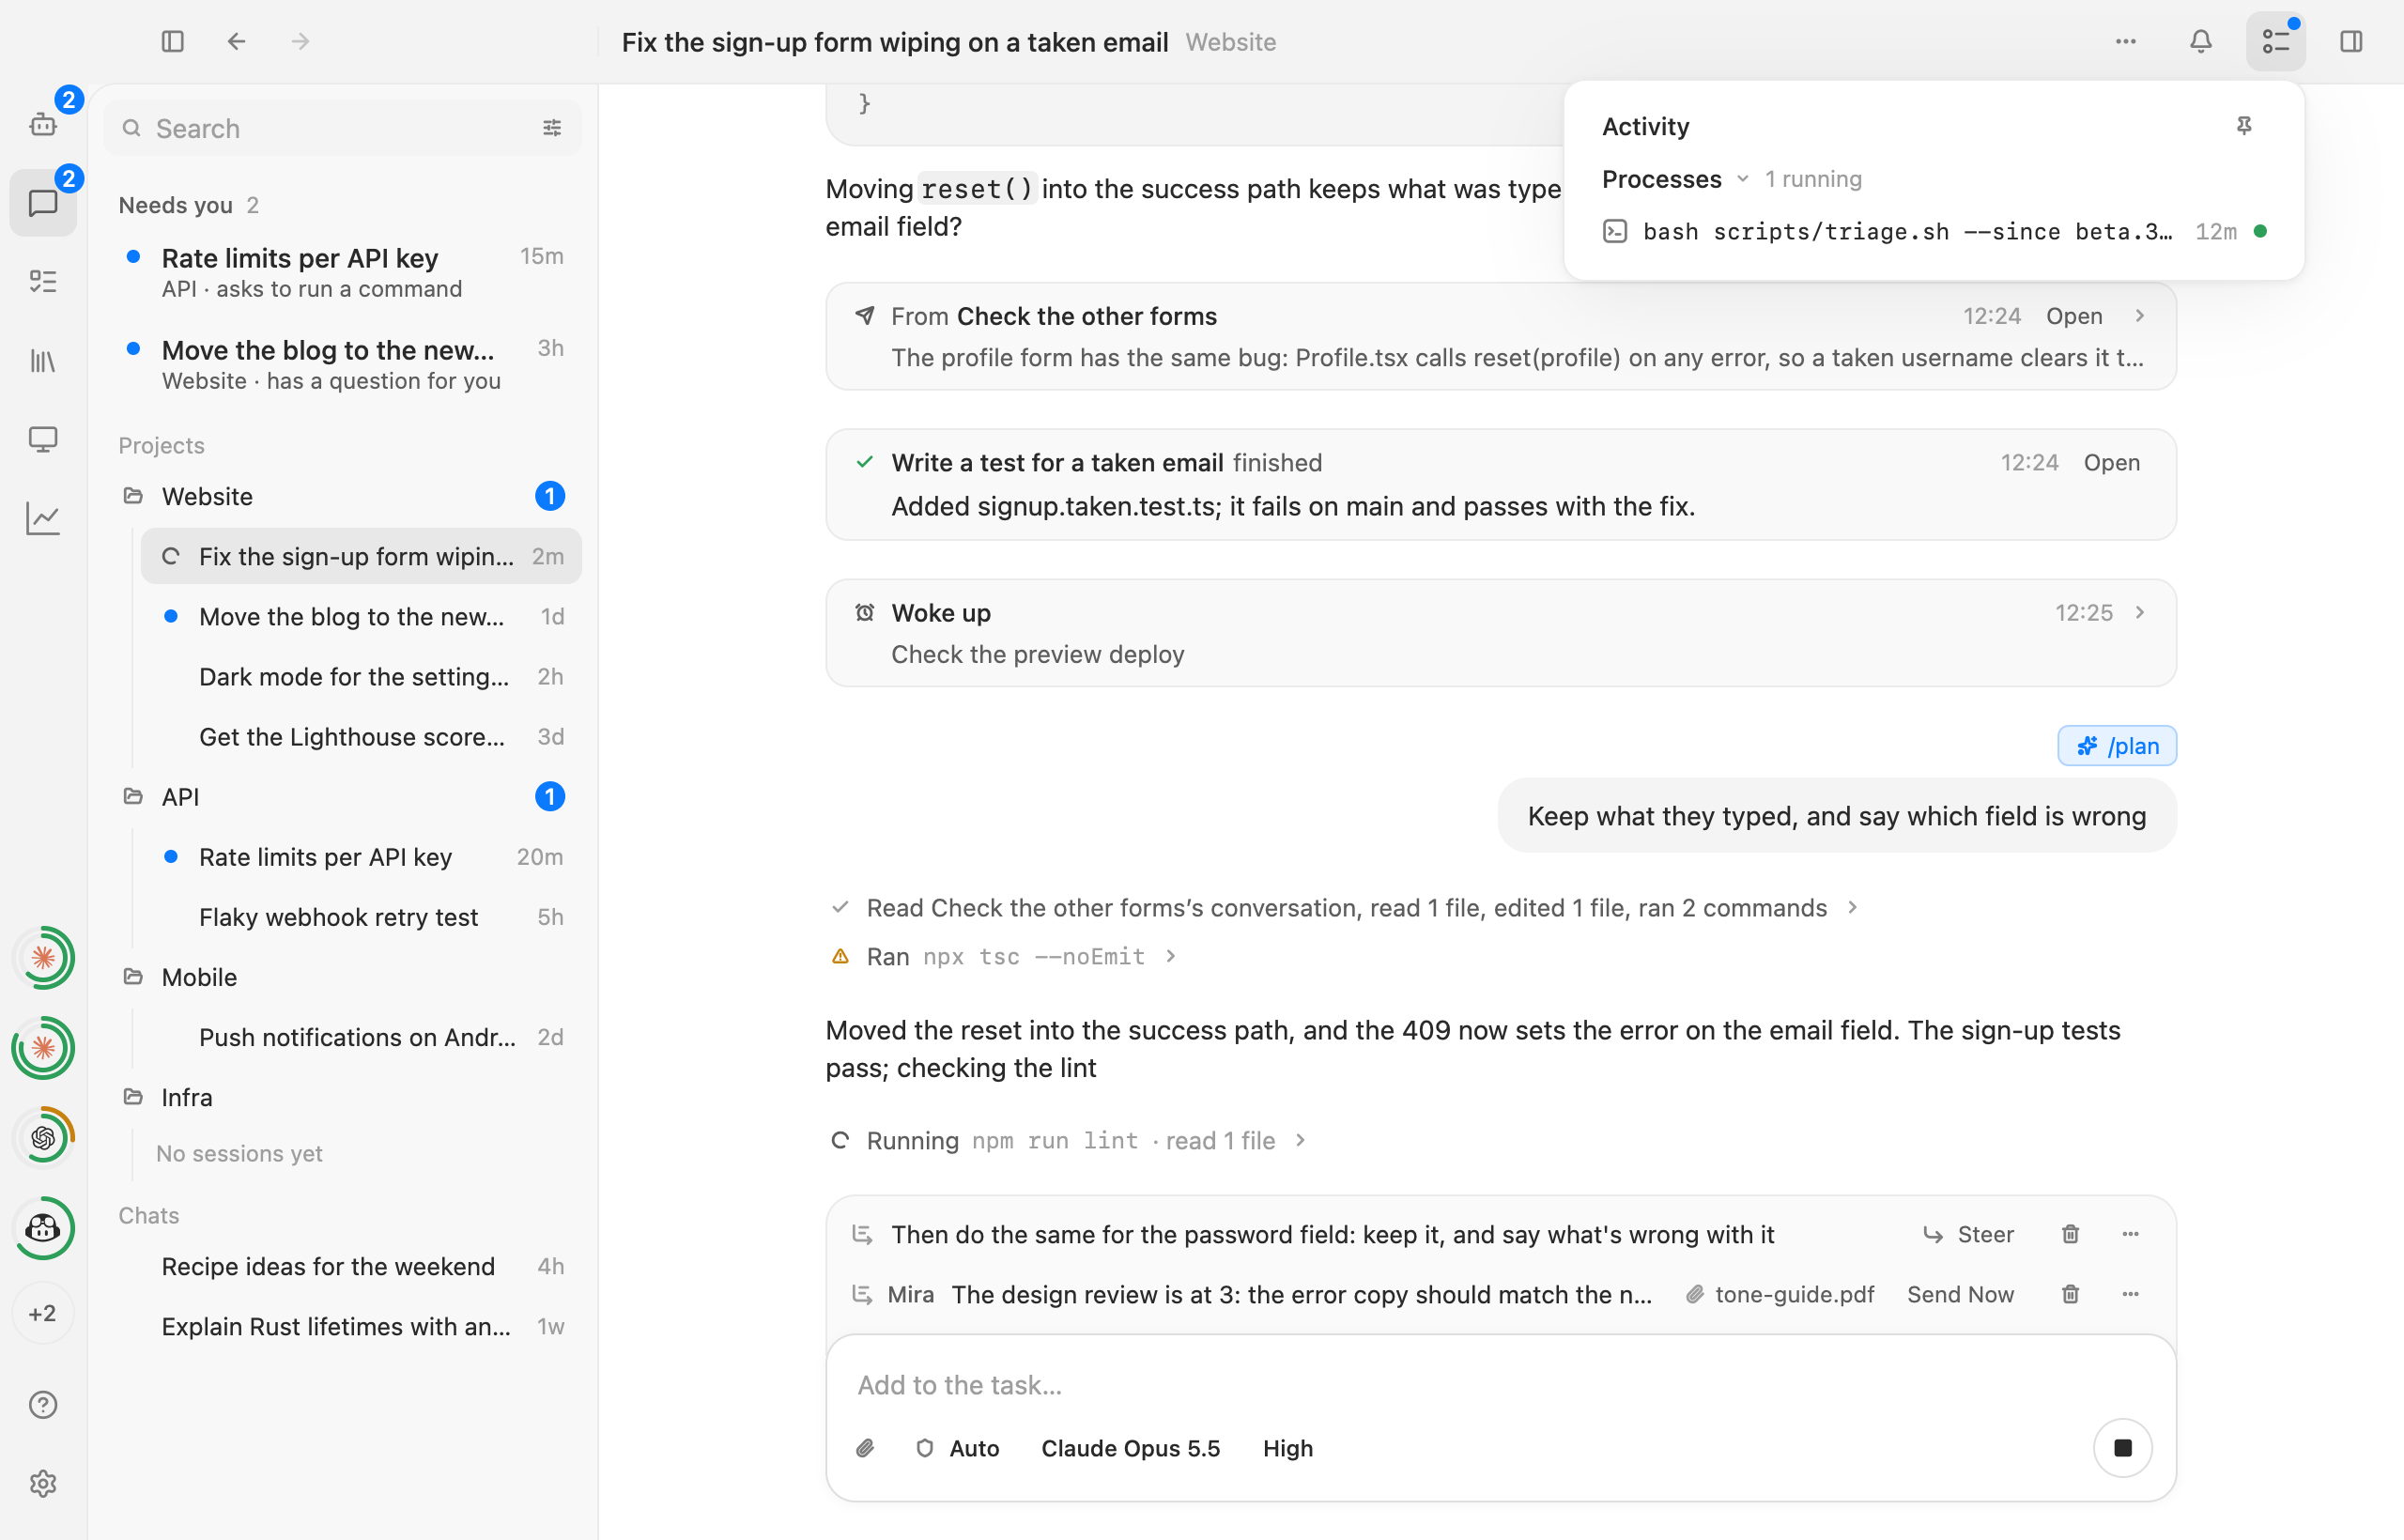 Fix the sign-up form wiping on a taken email Website
2
2
+2
Search
Needs you 2
Rate limits per API key 15m
API · asks to run a command
Move the blog to the new... 3h
Website · has a question for you
Projects
Website 1
Fix the sign-up form wipin... 2m
Move the blog to the new... 1d
Dark mode for the setting... 2h
Get the Lighthouse score... 3d
API 1
Rate limits per API key 20m
Flaky webhook retry test 5h
Mobile
Push notifications on Andr... 2d
Infra
No sessions yet
Chats
Recipe ideas for the weekend 4h
Explain Rust lifetimes with an... 1w
}
Moving reset() into the success path keeps what was type
email field?
Activity
Processes 1 running
bash scripts/triage.sh --since beta.3… 12m
From Check the other forms 12:24 Open
The profile form has the same bug: Profile.tsx calls reset(profile) on any error, so a taken username clears it t...
Write a test for a taken email finished 12:24 Open
Added signup.taken.test.ts; it fails on main and passes with the fix.
Woke up 12:25
Check the preview deploy
/plan
Keep what they typed, and say which field is wrong
Read Check the other forms’s conversation, read 1 file, edited 1 file, ran 2 commands
Ran npx tsc --noEmit
Moved the reset into the success path, and the 409 now sets the error on the email field. The sign-up tests
pass; checking the lint
Running npm run lint · read 1 file
Then do the same for the password field: keep it, and say what's wrong with it Steer
Mira The design review is at 3: the error copy should match the n... tone-guide.pdf Send Now
Add to the task...
Auto Claude Opus 5.5 High